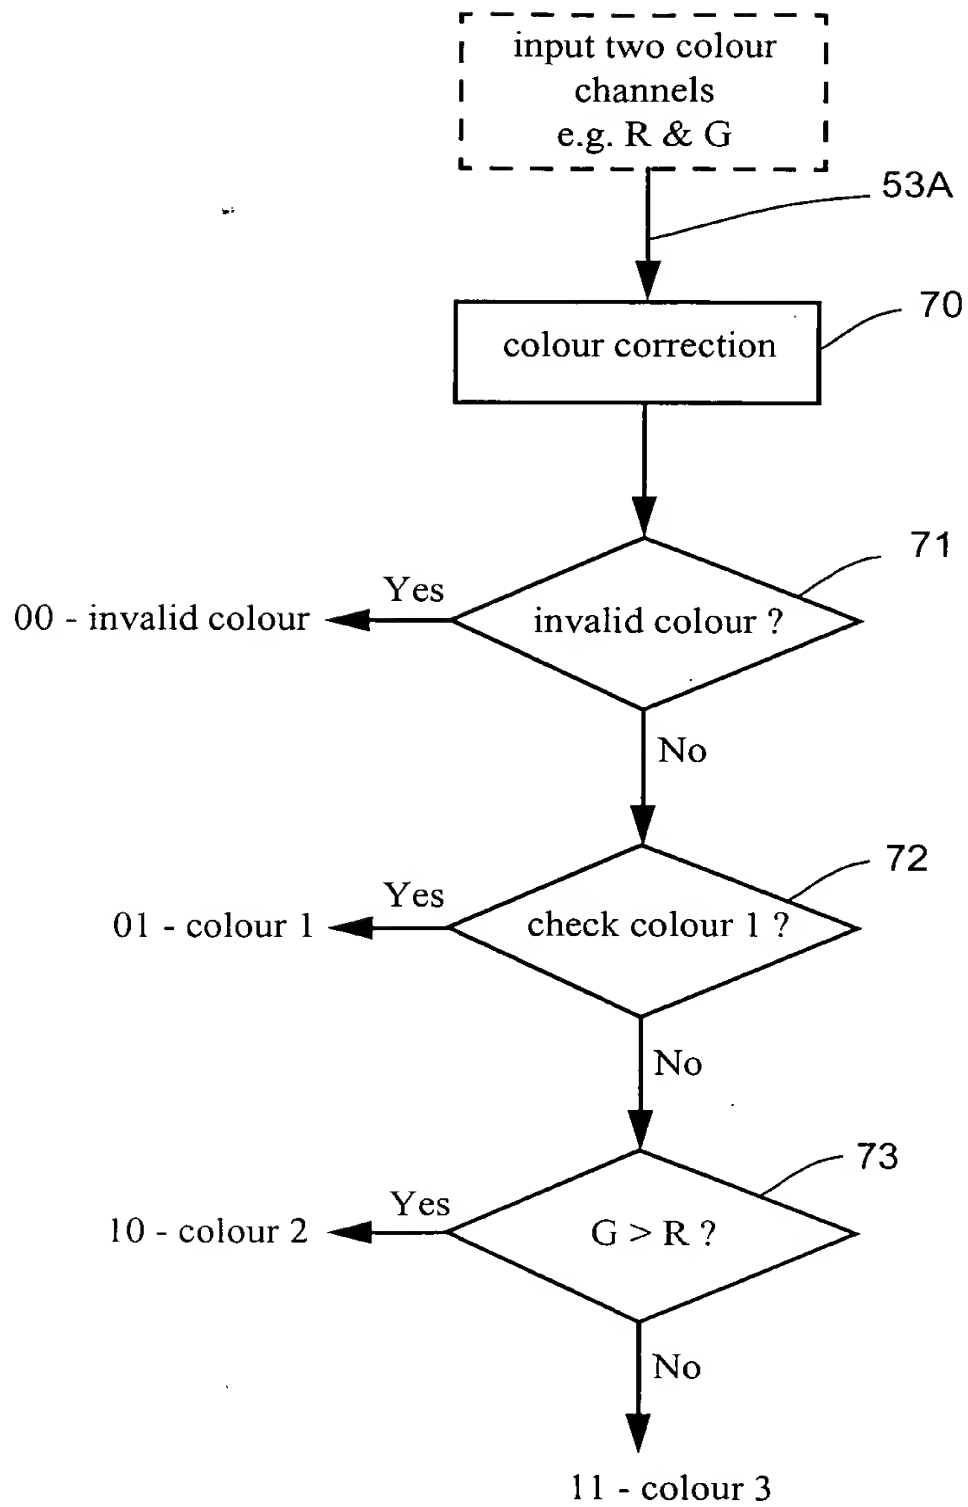 input two colour
channels
e.g. R & G
53A
70
colour correction
71
Yes
00 - invalid colour
invalid colour ?
No
72
Yes
01 - colour 1
check colour 1 ?
No
73
Yes
10 - colour 2
G > R ?
No
11 - colour 3